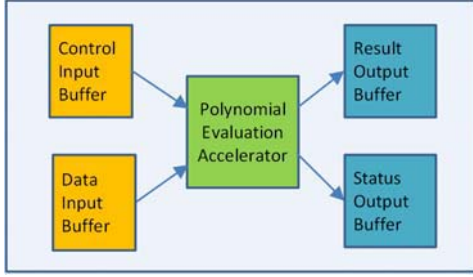 Control
Input
Buffer
Data
Input
Buffer
Polynomial
Evaluation
Accelerator
Result
Output
Buffer
Status
Output
Buffer